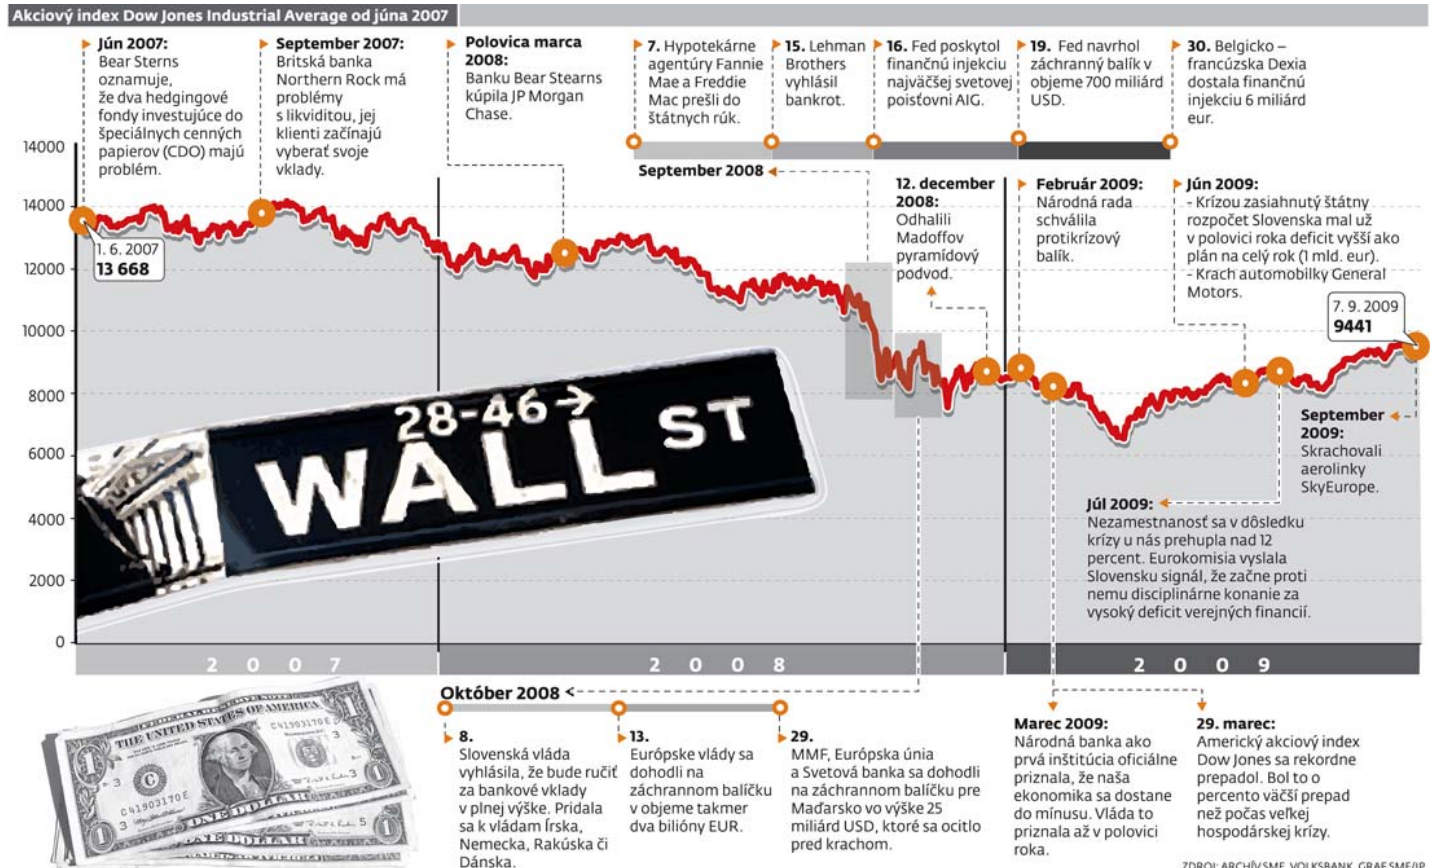 Akciový index Dow Jones Industrial Average od júna 2007
Jún 2007:
Bear Sterns
oznamuje,
že dva hedgingové
fondy investujúce do
špeciálnych cenných
papierov (CDO) majú
problém.
September 2007:
Britská banka
Northern Rock má
problémy
s likviditou, jej
klienti začínajú
vyberať svoje
vklady.
Polovica marca
2008:
Banku Bear Stearns
kúpila JP Morgan
Chase.
7. Hypotekárne
agentúry Fannie
Mae a Freddie
Mac prešli do
štátnych rúk.
15. Lehman
Brothers
vyhlásil
bankrot.
16. Fed poskytol
finančnú injekciu
najväčšej svetovej
poisťovni AIG.
19. Fed navrhol
záchranný balík v
objeme 700 miliárd
USD.
30. Belgicko –
francúzska Dexia
dostala finančnú
injekciu 6 miliárd
eur.
September 2008
12. december
2008:
Odhalili
Madoffov
pyramídový
podvod.
Február 2009:
Národná rada
schválila
protikrízový
balík.
Jún 2009:
- Krízou zasiahnutý štátny
rozpočet Slovenska mal už
v polovici roka deficit vyšší ako
plán na celý rok (1 mld. eur).
- Krach automobilky General
Motors.
14000
14000
12000
10000
8000
6000
4000
2000
0
1. 6. 2007
13 668
7. 9. 2009
9441
28-46 →
WALL ST
September
2009:
Skrachovali
aerolinky
SkyEurope.
Júl 2009:
Nezamestnanosť sa v dôsledku
krízy u nás prehupla nad 12
percent. Eurokomisia vyslala
Slovensku signál, že začne proti
nemu disciplinárne konanie za
vysoký deficit verejných financií.
2007
2008
2009
THE UNITED STATES OF AMERICA
C41903170E
C41903170E
ONE DOLLAR
Október 2008
8.
Slovenská vláda
vyhlásila, že bude ručiť
za bankové vklady
v plnej výške. Pridala
sa k vládam Írska,
Nemecka, Rakúska či
Dánska.
13.
Európske vlády sa
dohodli na
záchrannom balíčku
v objeme takmer
dva bilióny EUR.
29.
MMF, Európska únia
a Svetová banka sa dohodli
na záchrannom balíčku pre
Maďarsko vo výške 25
miliárd USD, ktoré sa ocitlo
pred krachom.
Marec 2009:
Národná banka ako
prvá inštitúcia oficiálne
priznala, že naša
ekonomika sa dostane
do mínusu. Vláda to
priznala až v polovici
roka.
29. marec:
Americký akciový index
Dow Jones sa rekordne
prepadol. Bol to o
percento väčší prepad
než počas veľkej
hospodárskej krízy.
ZDROJ: ARCHÍV SME, VOLKSBANK, GRAF SME/JP